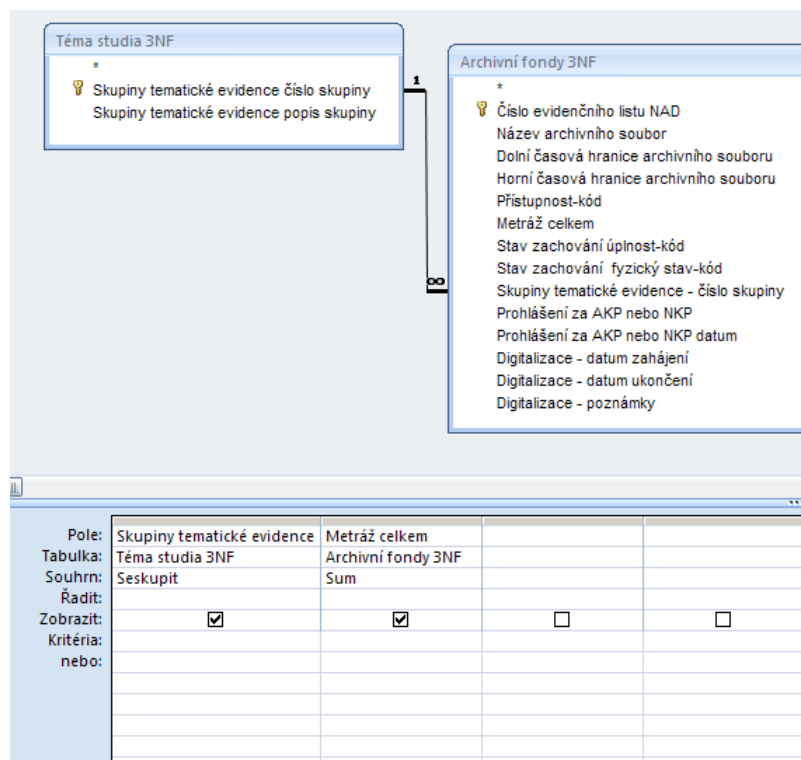 Téma studia 3NF
*
Skupiny tematické evidence číslo skupiny
Skupiny tematické evidence popis skupiny
1
∞
Archivní fondy 3NF
*
Číslo evidenčního listu NAD
Název archivního soubor
Dolní časová hranice archivního souboru
Horní časová hranice archivního souboru
Přístupnost-kód
Metráž celkem
Stav zachování úplnost-kód
Stav zachování  fyzický stav-kód
Skupiny tematické evidence - číslo skupiny
Prohlášení za AKP nebo NKP
Prohlášení za AKP nebo NKP datum
Digitalizace - datum zahájení
Digitalizace - datum ukončení
Digitalizace - poznámky
Pole: Skupiny tematické evidence Metráž celkem
Tabulka: Téma studia 3NF Archivní fondy 3NF
Souhrn: Seskupit Sum
Řadit:
Zobrazit:
Kritéria:
nebo: